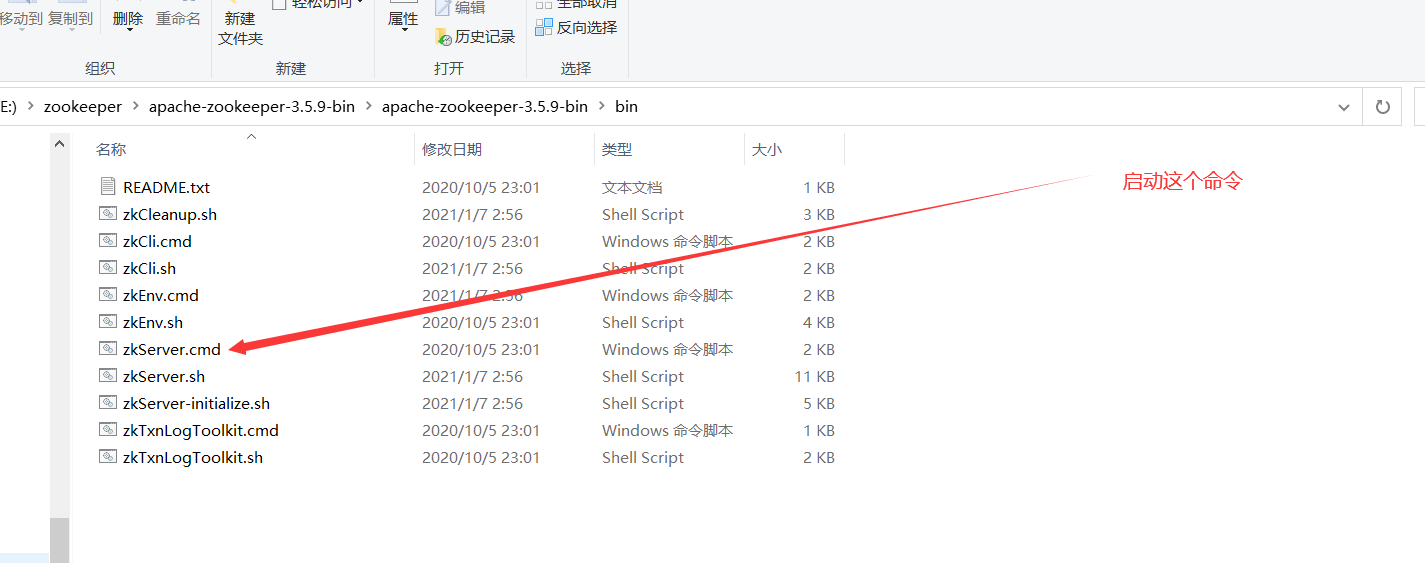 移动到 复制到 删除 重命名 新建 文件夹 轻松访问 属性 编辑 历史记录 全部取消 反向选择
组织 新建 打开 选择
E:) zookeeper apache-zookeeper-3.5.9-bin apache-zookeeper-3.5.9-bin bin
名称 修改日期 类型 大小
启动这个命令
README.txt 2020/10/5 23:01 文本文档 1 KB
zkCleanup.sh 2021/1/7 2:56 Shell Script 3 KB
zkCli.cmd 2020/10/5 23:01 Windows 命令脚本 2 KB
zkCli.sh 2021/1/7 2:56 Shell Script 2 KB
zkEnv.cmd 2021/1/7 2:56 Windows 命令脚本 2 KB
zkEnv.sh 2020/10/5 23:01 Shell Script 4 KB
zkServer.cmd 2020/10/5 23:01 Windows 命令脚本 2 KB
zkServer.sh 2021/1/7 2:56 Shell Script 11 KB
zkServer-initialize.sh 2021/1/7 2:56 Shell Script 5 KB
zkTxnLogToolkit.cmd 2020/10/5 23:01 Windows 命令脚本 1 KB
zkTxnLogToolkit.sh 2020/10/5 23:01 Shell Script 2 KB